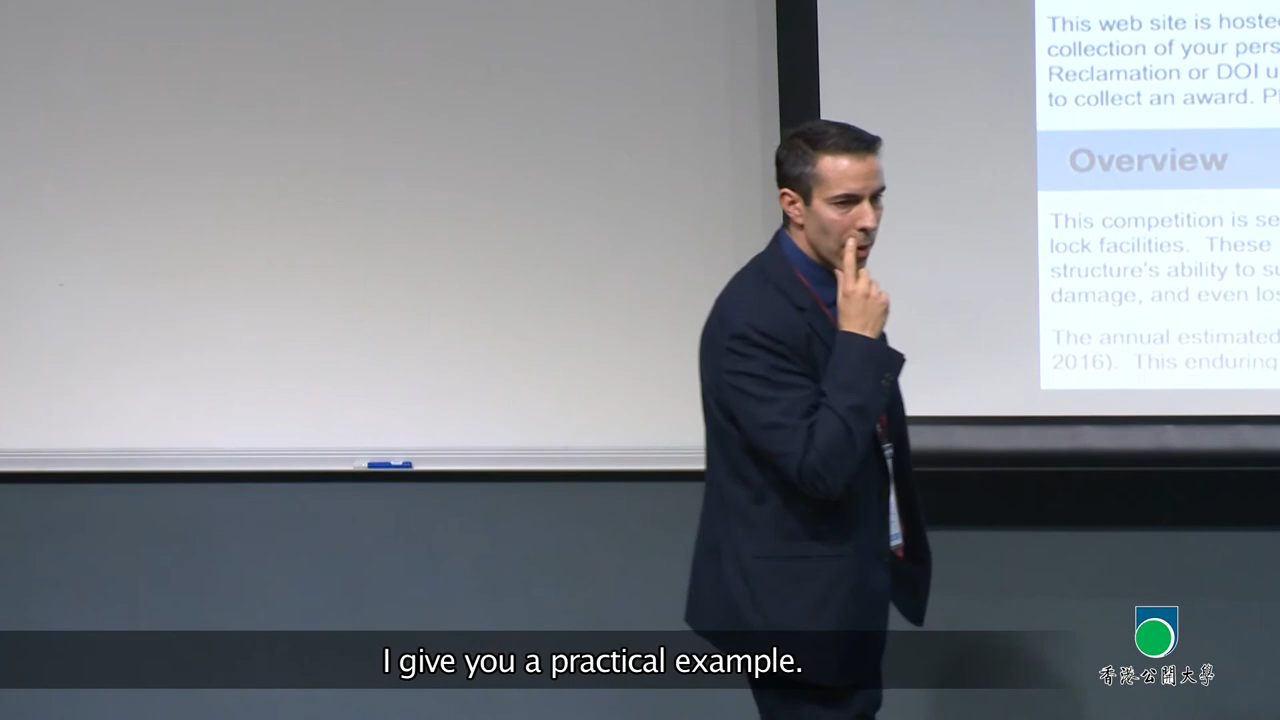 This web site is hoste
collection of your pers
Reclamation or DOI u
to collect an award. Pl
Overview
This competition is se
lock facilities. These
structure's ability to su
damage, and even los
The annual estimated
2016). This enduring
I give you a practical example.
香港公開大學